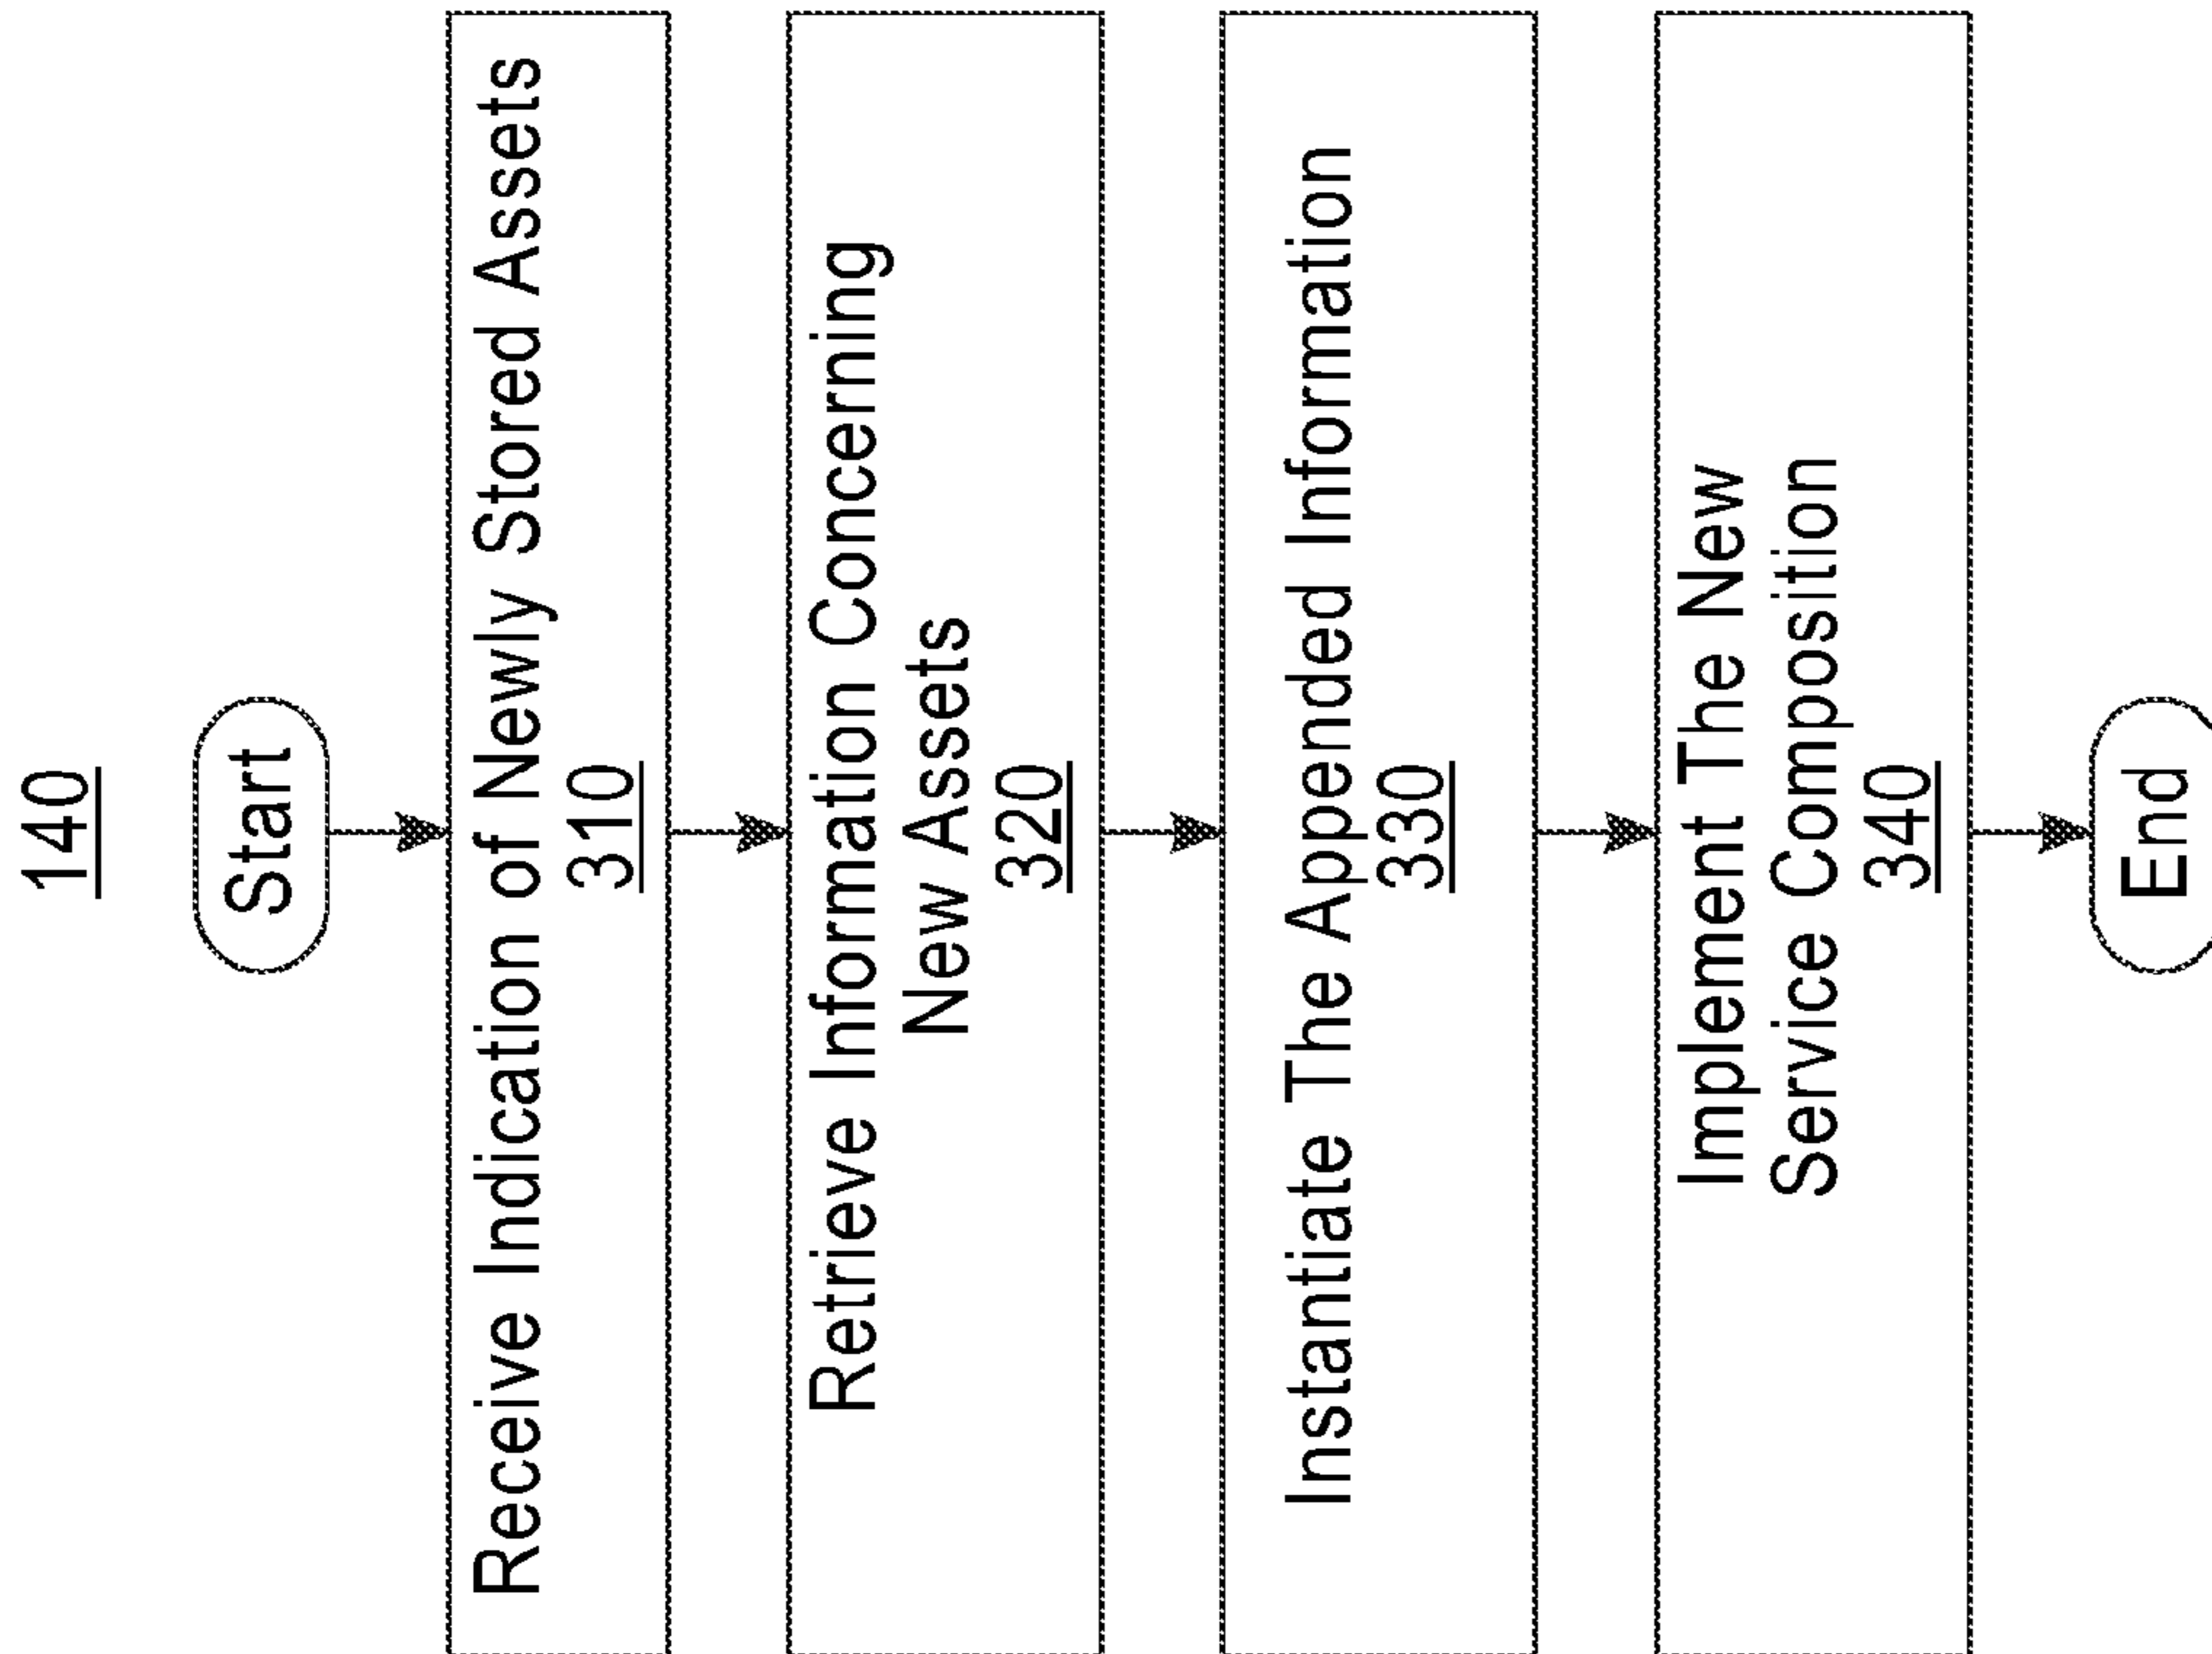 140
Start
Receive Indication of Newly Stored Assets
310
Retrieve Information Concerning
New Assets
320
Instantiate The Appended Information
330
Implement The New
Service Composition
340
End